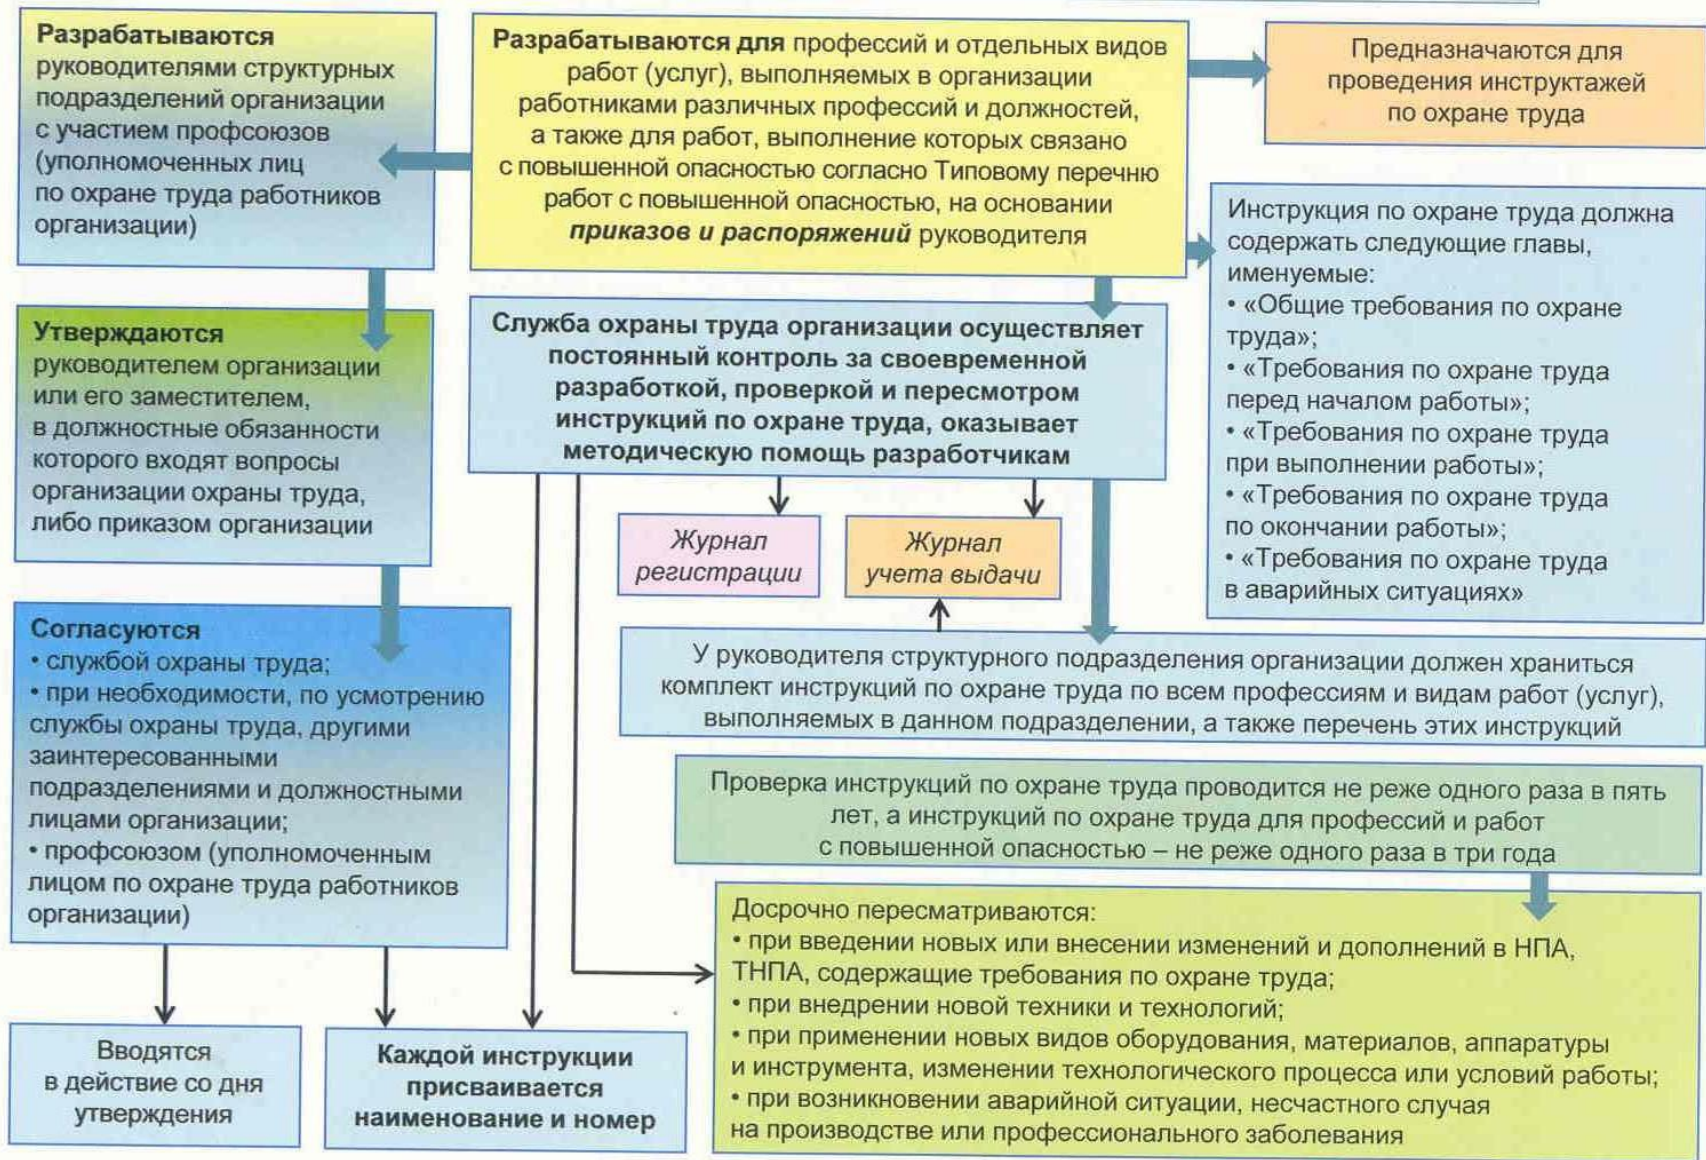 Разрабатываются
руководителями структурных
подразделений организации
с участием профсоюзов
(уполномоченных лиц
по охране труда работников
организации)
Разрабатываются для профессий и отдельных видов
работ (услуг), выполняемых в организации
работниками различных профессий и должностей,
а также для работ, выполнение которых связано
с повышенной опасностью согласно Типовому перечню
работ с повышенной опасностью, на основании
приказов и распоряжений руководителя
Предназначаются для
проведения инструктажей
по охране труда
Утверждаются
руководителем организации
или его заместителем,
в должностные обязанности
которого входят вопросы
организации охраны труда,
либо приказом организации
Служба охраны труда организации осуществляет
постоянный контроль за своевременной
разработкой, проверкой и пересмотром
инструкций по охране труда, оказывает
методическую помощь разработчикам
Инструкция по охране труда должна
содержать следующие главы,
именуемые:
• «Общие требования по охране
труда»;
• «Требования по охране труда
перед началом работы»;
• «Требования по охране труда
при выполнении работы»;
• «Требования по охране труда
по окончании работы»;
• «Требования по охране труда
в аварийных ситуациях»
Журнал
регистрации
Журнал
учета выдачи
Согласуются
• службой охраны труда;
• при необходимости, по усмотрению
службы охраны труда, другими
заинтересованными
подразделениями и должностными
лицами организации;
• профсоюзом (уполномоченным
лицом по охране труда работников
организации)
У руководителя структурного подразделения организации должен храниться
комплект инструкций по охране труда по всем профессиям и видам работ (услуг),
выполняемых в данном подразделении, а также перечень этих инструкций
Проверка инструкций по охране труда проводится не реже одного раза в пять
лет, а инструкций по охране труда для профессий и работ
с повышенной опасностью – не реже одного раза в три года
Досрочно пересматриваются:
• при введении новых или внесении изменений и дополнений в НПА,
ТНПА, содержащие требования по охране труда;
• при внедрении новой техники и технологий;
• при применении новых видов оборудования, материалов, аппаратуры
и инструмента, изменении технологического процесса или условий работы;
• при возникновении аварийной ситуации, несчастного случая
на производстве или профессионального заболевания
Вводятся
в действие со дня
утверждения
Каждой инструкции
присваивается
наименование и номер